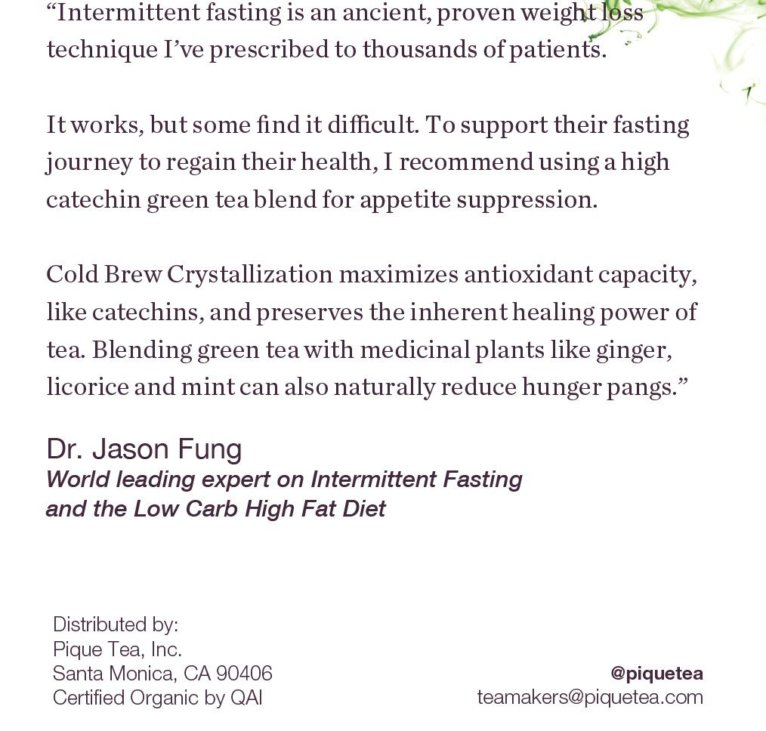 “Intermittent fasting is an ancient, proven weight loss
technique I’ve prescribed to thousands of patients.
It works, but some find it difficult. To support their fasting
journey to regain their health, I recommend using a high
catechin green tea blend for appetite suppression.
Cold Brew Crystallization maximizes antioxidant capacity,
like catechins, and preserves the inherent healing power of
tea. Blending green tea with medicinal plants like ginger,
licorice and mint can also naturally reduce hunger pangs.”
Dr. Jason Fung
World leading expert on Intermittent Fasting
and the Low Carb High Fat Diet
Distributed by:
Pique Tea, Inc.
Santa Monica, CA 90406
Certified Organic by QAI
@piquetea
teamakers@piquetea.com